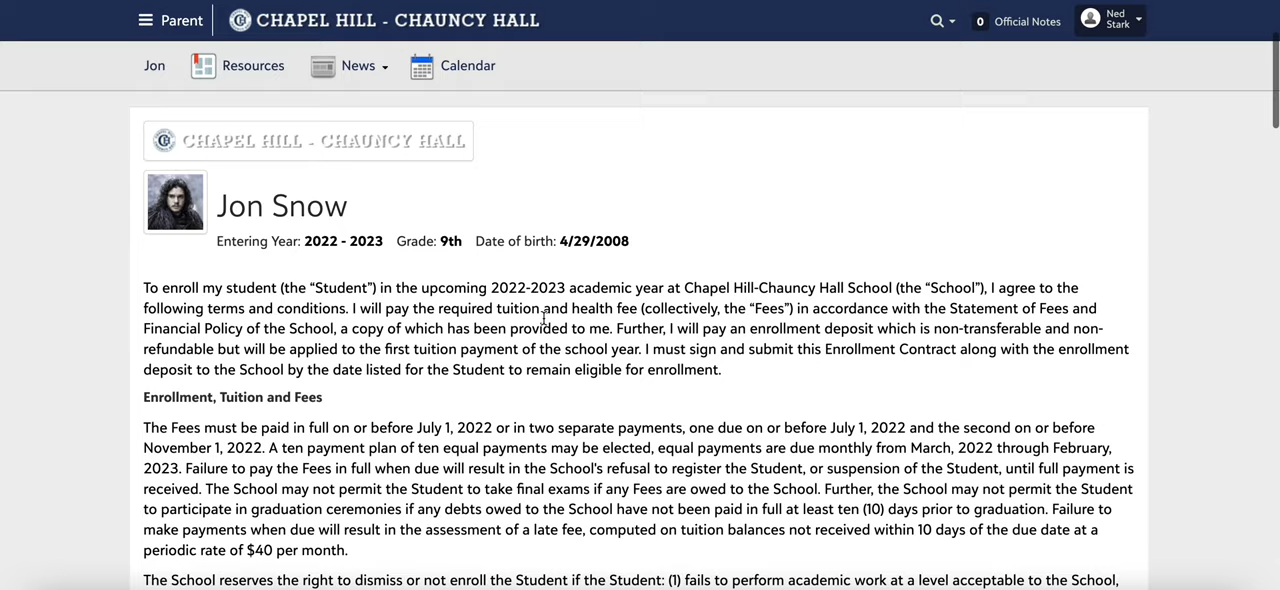 Parent
CHAPEL HILL - CHAUNCY HALL
0 Official Notes
Ned
Stark
Jon
Resources
News
Calendar
CHAPEL HILL - CHAUNCY HALL
Jon Snow
Entering Year: 2022 - 2023 Grade: 9th Date of birth: 4/29/2008
To enroll my student (the “Student”) in the upcoming 2022-2023 academic year at Chapel Hill-Chauncy Hall School (the “School”), I agree to the
following terms and conditions. I will pay the required tuition and health fee (collectively, the “Fees”) in accordance with the Statement of Fees and
Financial Policy of the School, a copy of which has been provided to me. Further, I will pay an enrollment deposit which is non-transferable and non-
refundable but will be applied to the first tuition payment of the school year. I must sign and submit this Enrollment Contract along with the enrollment
deposit to the School by the date listed for the Student to remain eligible for enrollment.
Enrollment, Tuition and Fees
The Fees must be paid in full on or before July 1, 2022 or in two separate payments, one due on or before July 1, 2022 and the second on or before
November 1, 2022. A ten payment plan of ten equal payments may be elected, equal payments are due monthly from March, 2022 through February,
2023. Failure to pay the Fees in full when due will result in the School's refusal to register the Student, or suspension of the Student, until full payment is
received. The School may not permit the Student to take final exams if any Fees are owed to the School. Further, the School may not permit the Student
to participate in graduation ceremonies if any debts owed to the School have not been paid in full at least ten (10) days prior to graduation. Failure to
make payments when due will result in the assessment of a late fee, computed on tuition balances not received within 10 days of the due date at a
periodic rate of $40 per month.
The School reserves the right to dismiss or not enroll the Student if the Student: (1) fails to perform academic work at a level acceptable to the School,